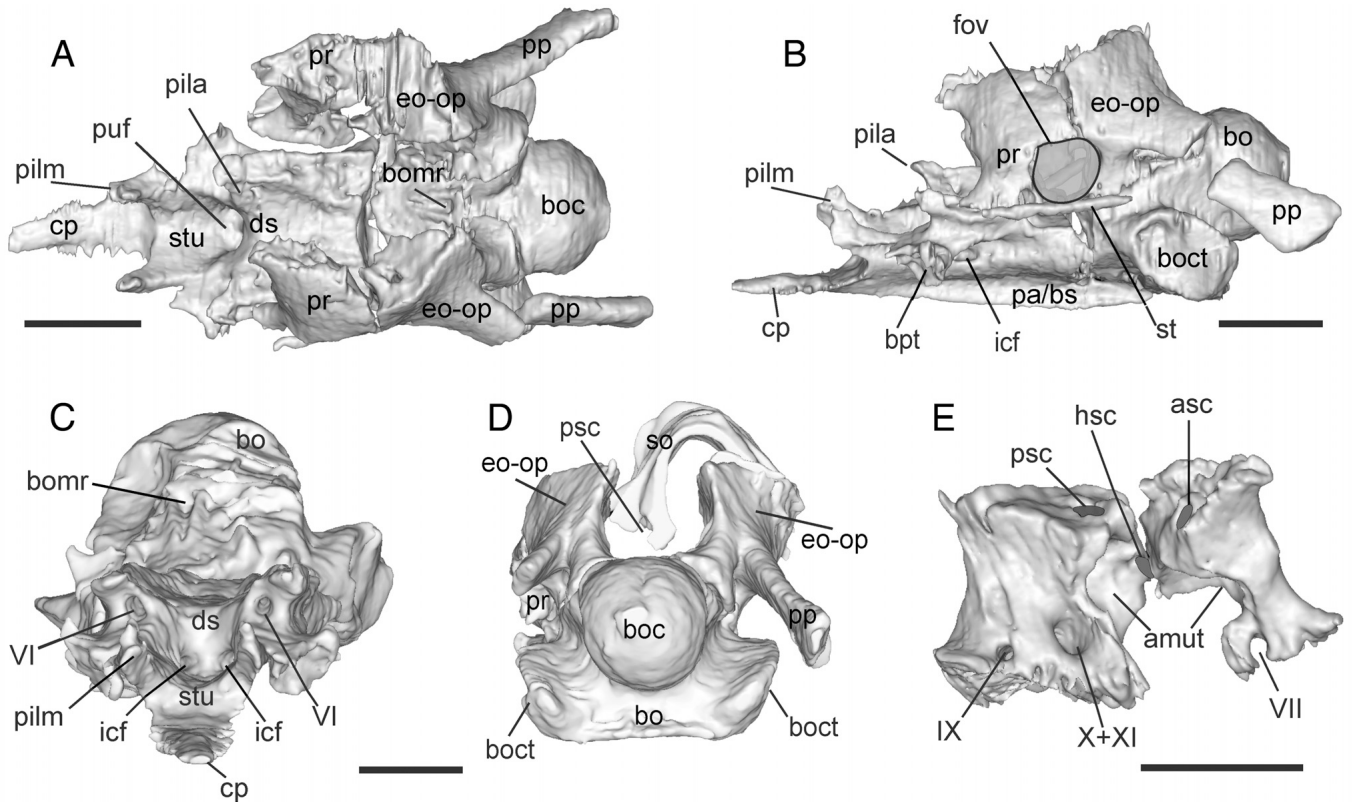 A
pr
pp
pila
eo-op
puf
pilm
bomr
cp
stu
ds
boc
pr
eo-op
pp
B
fov
eo-op
pila
pr
bo
pilm
pp
boct
pa/bs
cp
bpt
icf
st
C
bo
bomr
ds
VI
stu
pilm
icf
icf
VI
cp
D
psc
so
eo-op
eo-op
pr
boc
pp
bo
boct
boct
E
hsc
asc
psc
amut
IX
X+XI
VII